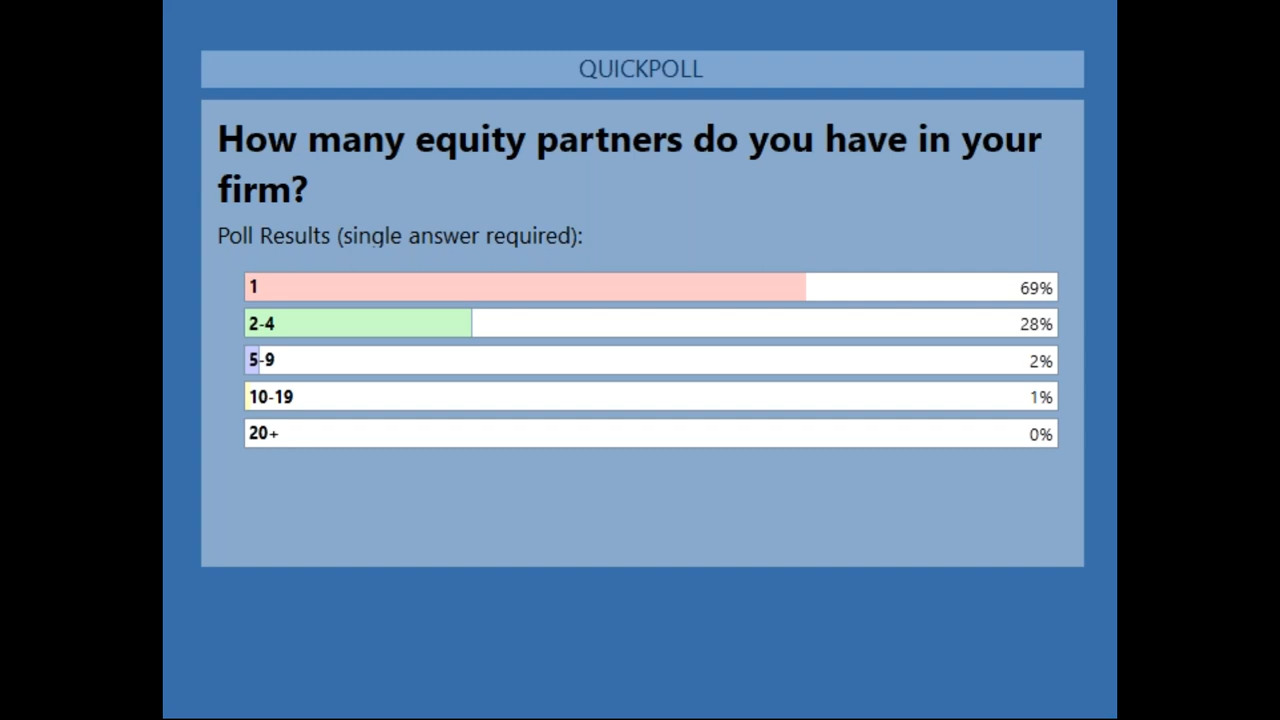 QUICKPOLL
How many equity partners do you have in your
firm?
Poll Results (single answer required):
1 69%
2-4 28%
5-9 2%
10-19 1%
20+ 0%